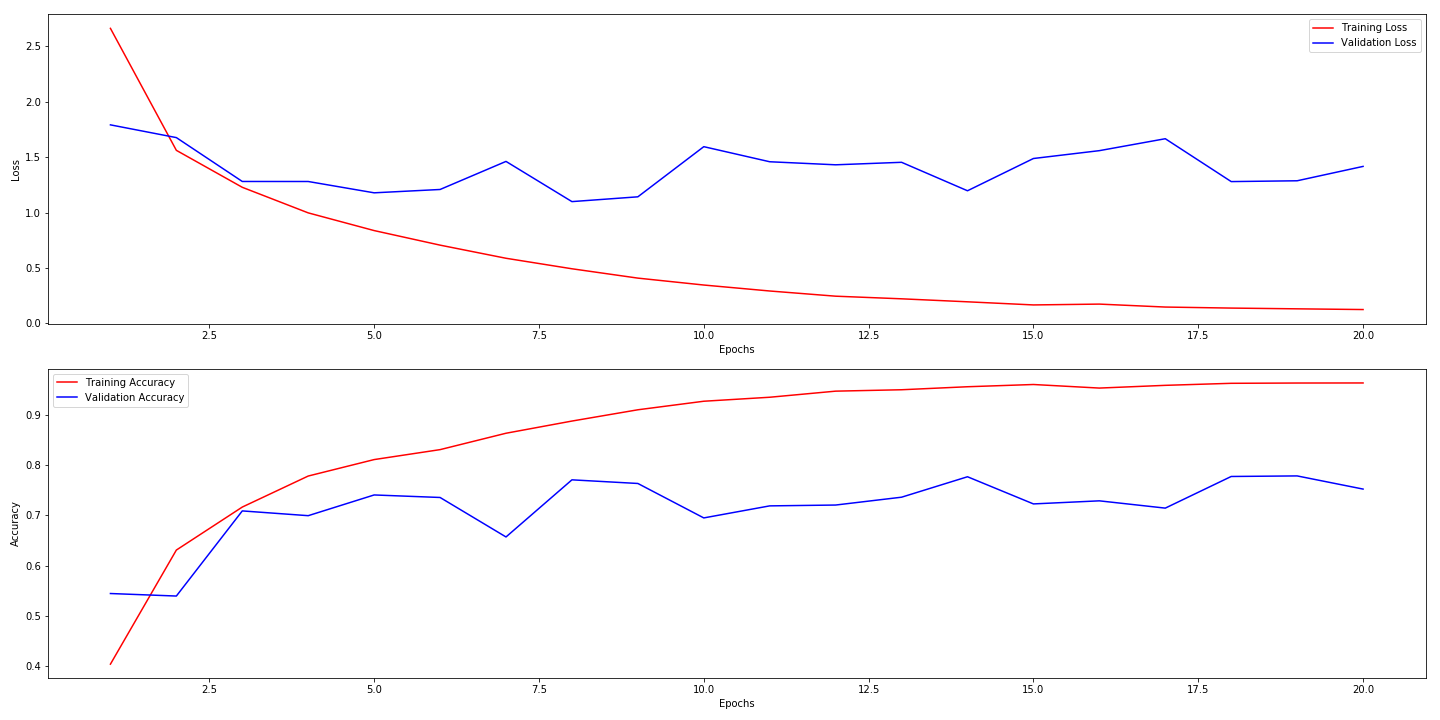 Training Loss
Validation Loss
2.5
2.0
1.5
1.0
0.5
0.0
Loss
2.5 5.0 7.5 10.0 12.5 15.0 17.5 20.0
Epochs
Training Accuracy
Validation Accuracy
0.9
0.8
0.7
0.6
0.5
0.4
Accuracy
2.5 5.0 7.5 10.0 12.5 15.0 17.5 20.0
Epochs